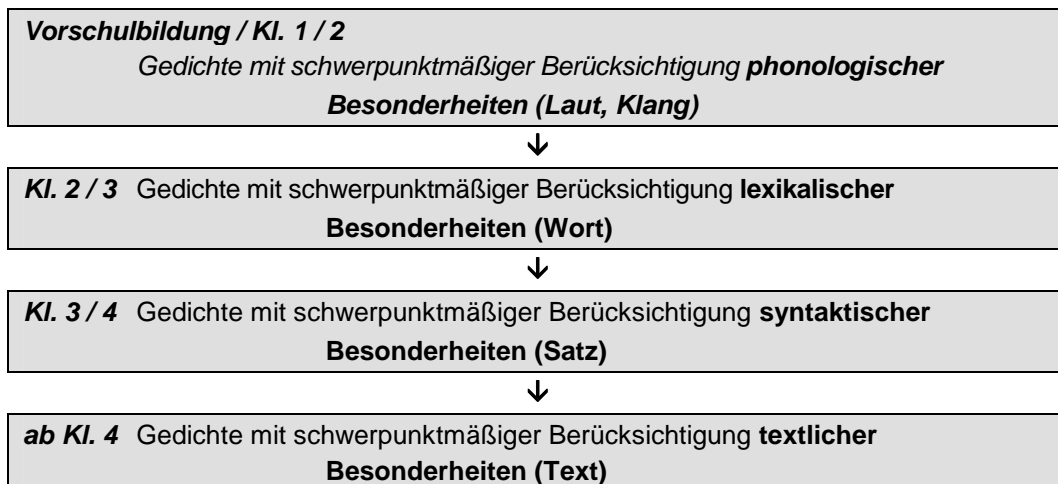 Vorschulbildung / Kl. 1 / 2
Gedichte mit schwerpunktmäßiger Berücksichtigung phonologischer
Besonderheiten (Laut, Klang)
Kl. 2 / 3 Gedichte mit schwerpunktmäßiger Berücksichtigung lexikalischer
Besonderheiten (Wort)
Kl. 3 / 4 Gedichte mit schwerpunktmäßiger Berücksichtigung syntaktischer
Besonderheiten (Satz)
ab Kl. 4 Gedichte mit schwerpunktmäßiger Berücksichtigung textlicher
Besonderheiten (Text)